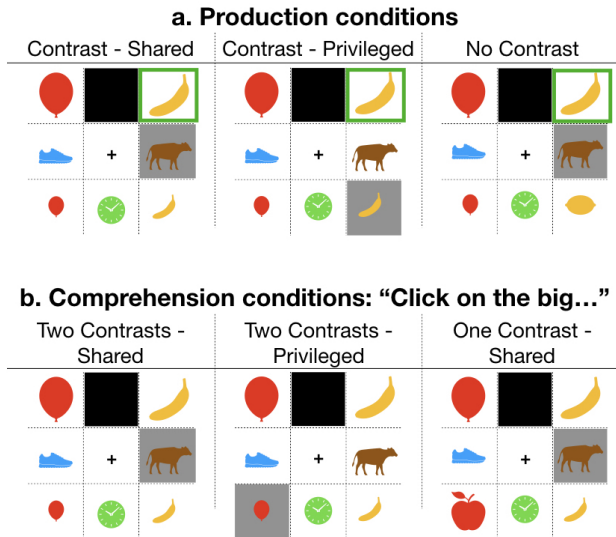 a. Production conditions
Contrast - Shared
Contrast - Privileged
No Contrast
+
+
+
b. Comprehension conditions: “Click on the big…”
Two Contrasts -
Shared
Two Contrasts -
Privileged
One Contrast -
Shared
+
+
+